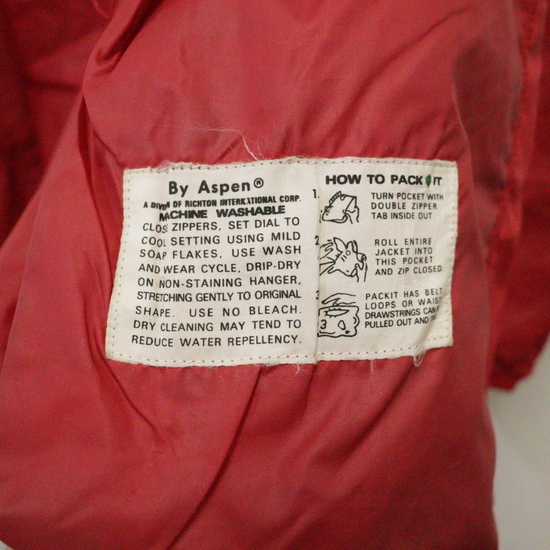 By Aspen®
A DIVISION OF RICHTON INTERNATIONAL CORP.
MACHINE WASHABLE
CLOSE ZIPPERS, SET DIAL TO
COOL SETTING USING MILD
SOAP FLAKES, USE WASH
AND WEAR CYCLE, DRIP-DRY
ON NON-STAINING HANGER,
STRETCHING GENTLY TO ORIGINAL
SHAPE. USE NO BLEACH.
DRY CLEANING MAY TEND TO
REDUCE WATER REPELLENCY.
HOW TO PACK IT
1.
TURN POCKET WITH
DOUBLE ZIPPER
TAB INSIDE OUT
2
ROLL ENTIRE
JACKET INTO
THIS POCKET
AND ZIP CLOSED.
3
PACKIT HAS BELT
LOOPS OR WAIST
DRAWSTRINGS CAN
PULLED OUT AND